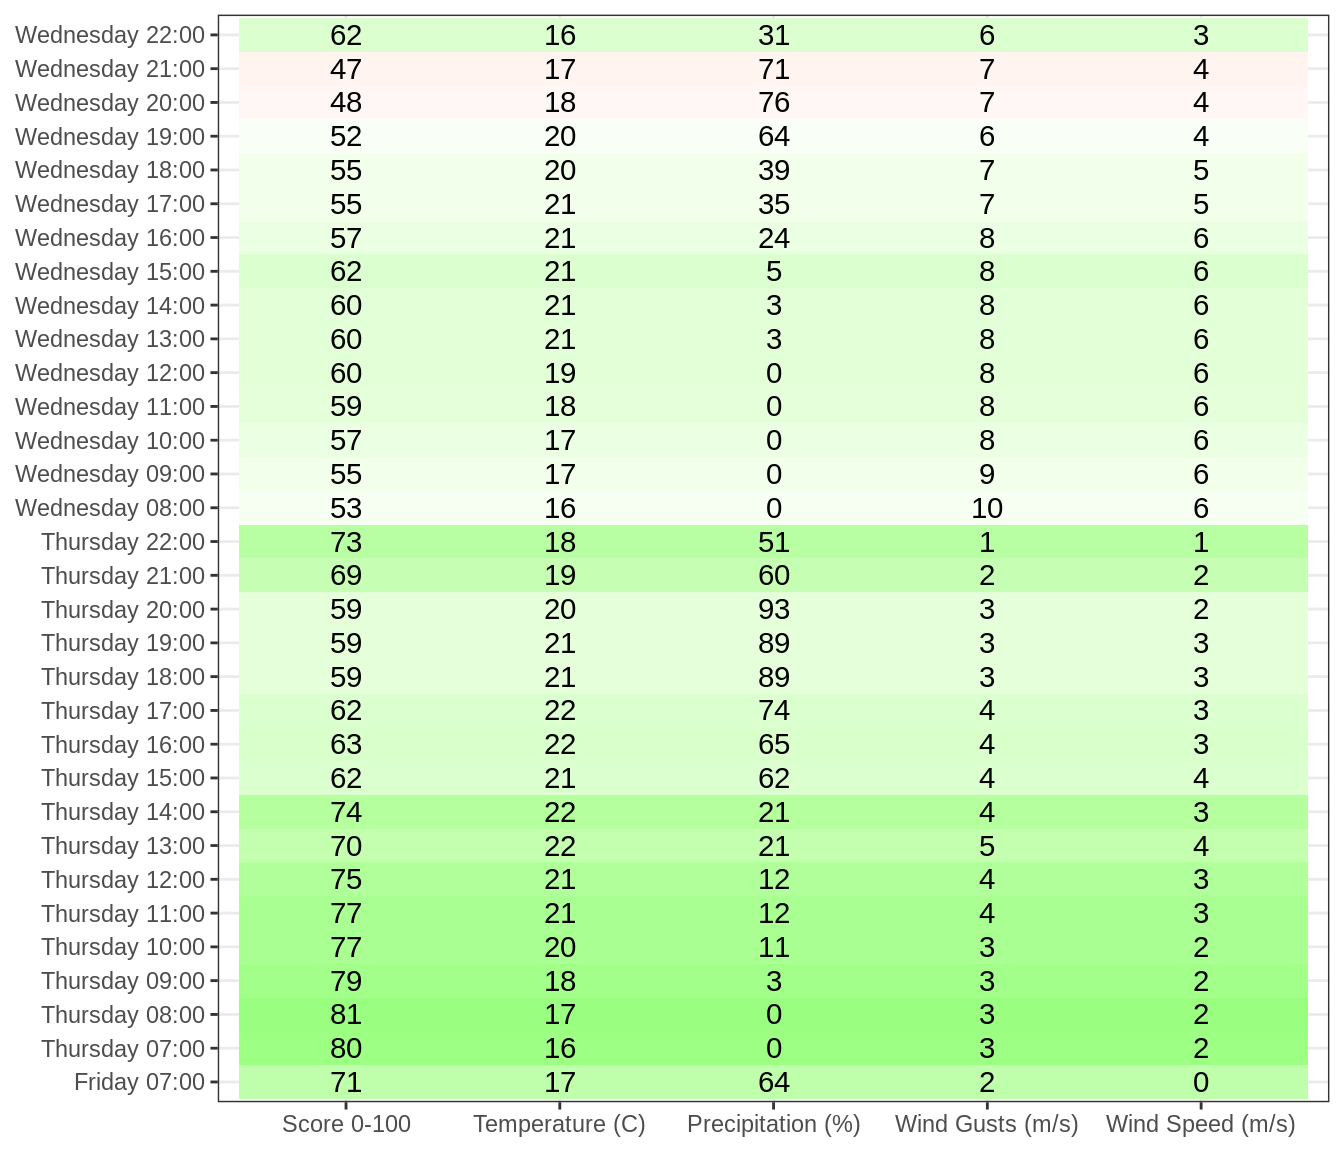 Wednesday 22:00 62 16 31 6 3
Wednesday 21:00 47 17 71 7 4
Wednesday 20:00 48 18 76 7 4
Wednesday 19:00 52 20 64 6 4
Wednesday 18:00 55 20 39 7 5
Wednesday 17:00 55 21 35 7 5
Wednesday 16:00 57 21 24 8 6
Wednesday 15:00 62 21 5 8 6
Wednesday 14:00 60 21 3 8 6
Wednesday 13:00 60 21 3 8 6
Wednesday 12:00 60 19 0 8 6
Wednesday 11:00 59 18 0 8 6
Wednesday 10:00 57 17 0 8 6
Wednesday 09:00 55 17 0 9 6
Wednesday 08:00 53 16 0 10 6
Thursday 22:00 73 18 51 1 1
Thursday 21:00 69 19 60 2 2
Thursday 20:00 59 20 93 3 2
Thursday 19:00 59 21 89 3 3
Thursday 18:00 59 21 89 3 3
Thursday 17:00 62 22 74 4 3
Thursday 16:00 63 22 65 4 3
Thursday 15:00 62 21 62 4 4
Thursday 14:00 74 22 21 4 3
Thursday 13:00 70 22 21 5 4
Thursday 12:00 75 21 12 4 3
Thursday 11:00 77 21 12 4 3
Thursday 10:00 77 20 11 3 2
Thursday 09:00 79 18 3 3 2
Thursday 08:00 81 17 0 3 2
Thursday 07:00 80 16 0 3 2
Friday 07:00 71 17 64 2 0
Score 0-100 Temperature (C) Precipitation (%) Wind Gusts (m/s) Wind Speed (m/s)